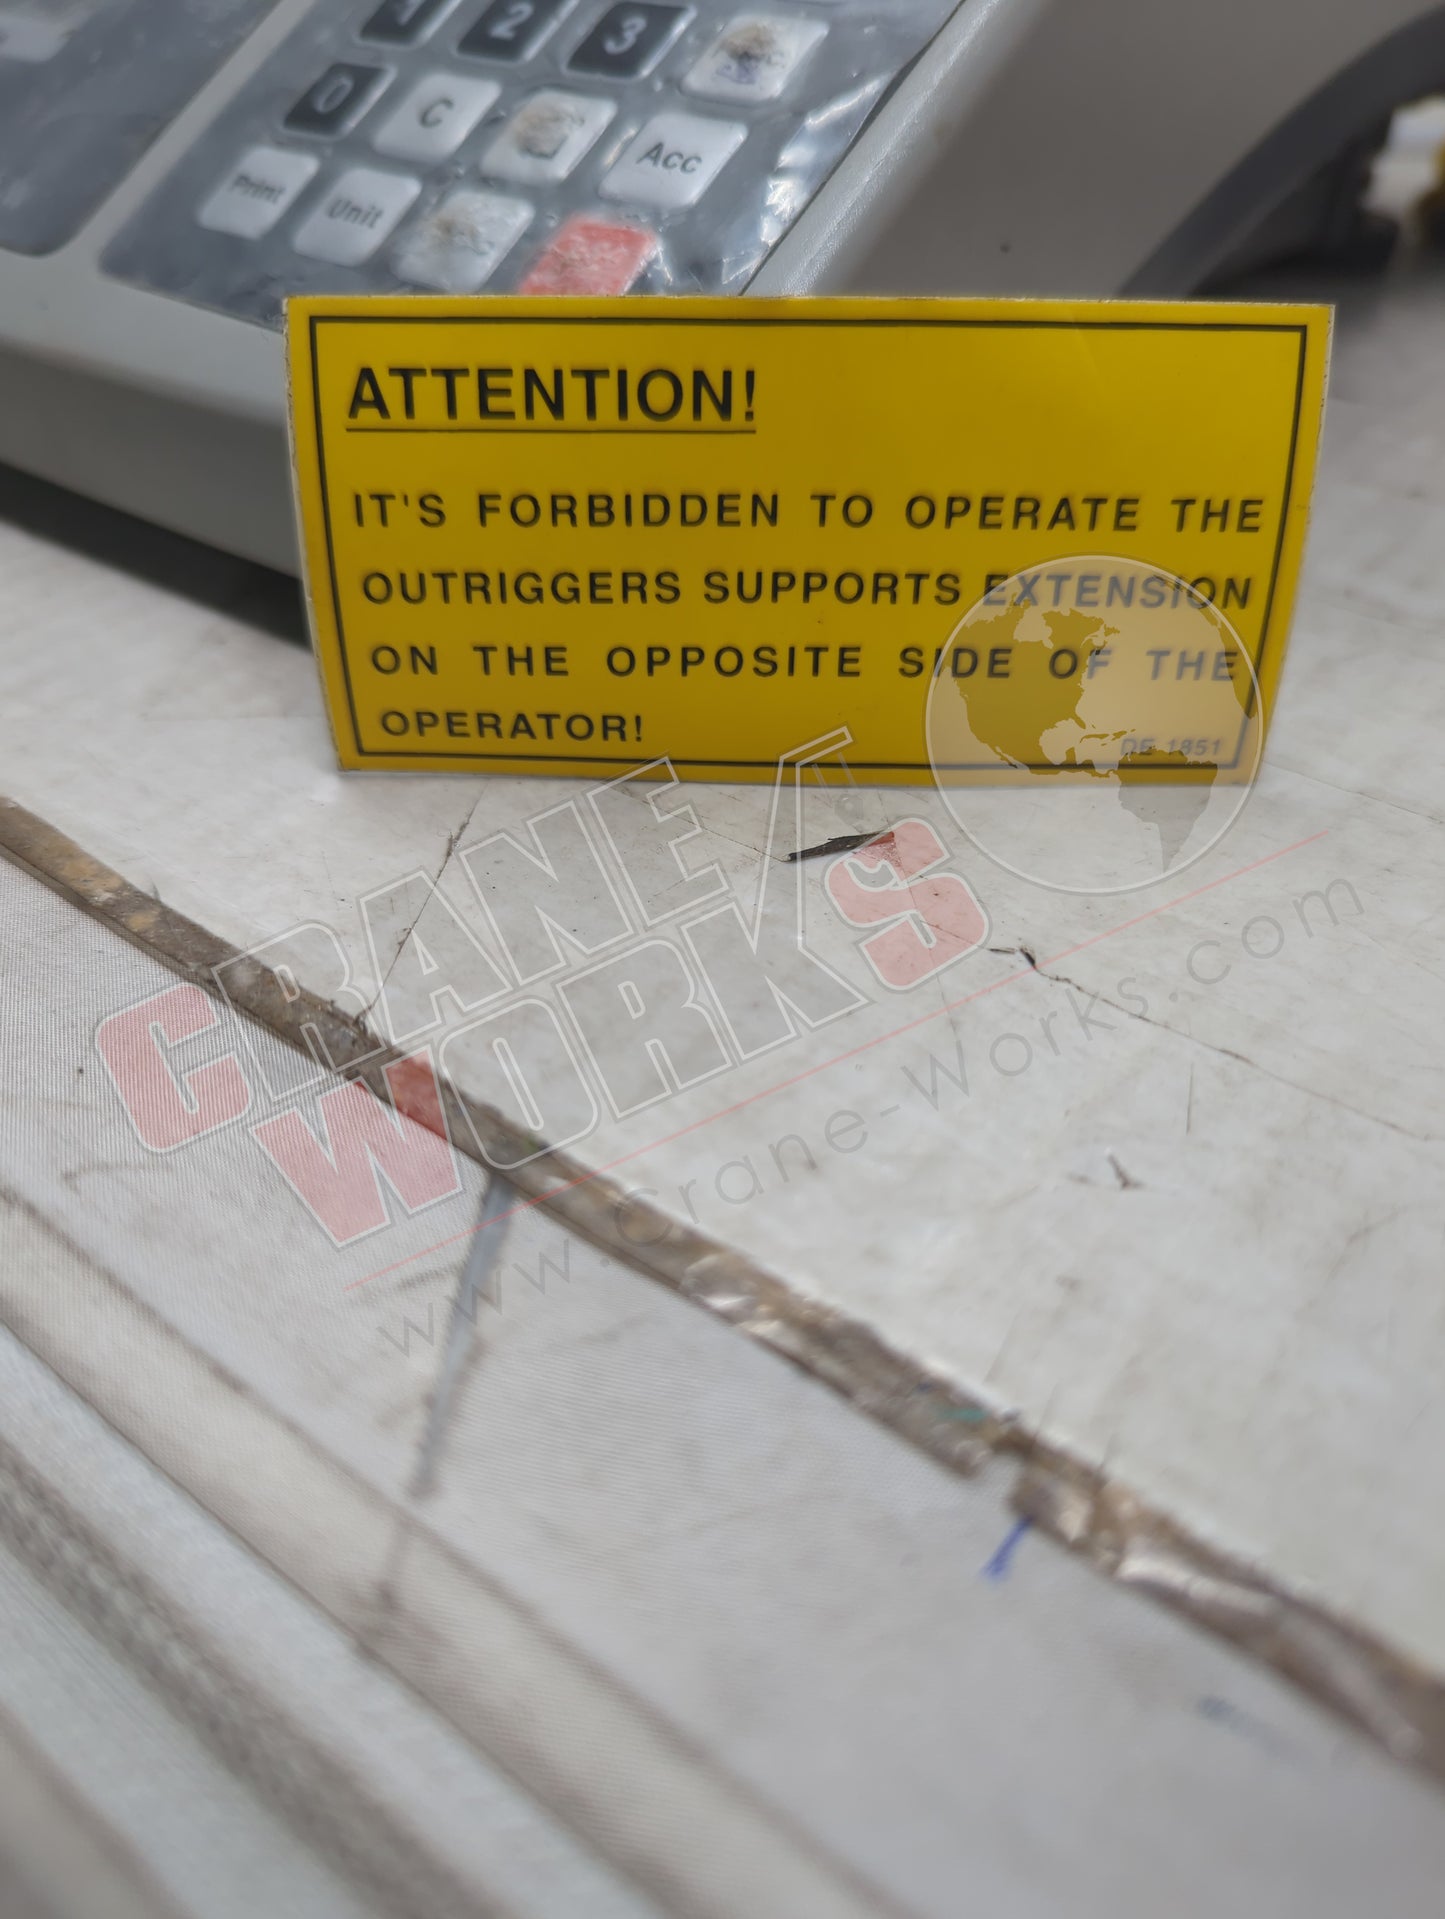 1 2 3
0 C Acc
Print Unit
ATTENTION!
IT'S FORBIDDEN TO OPERATE THE
OUTRIGGERS SUPPORTS EXTENSION
ON THE OPPOSITE SIDE OF THE
OPERATOR!
DE 1851
CRANE
WORKS
www.crane-works.com